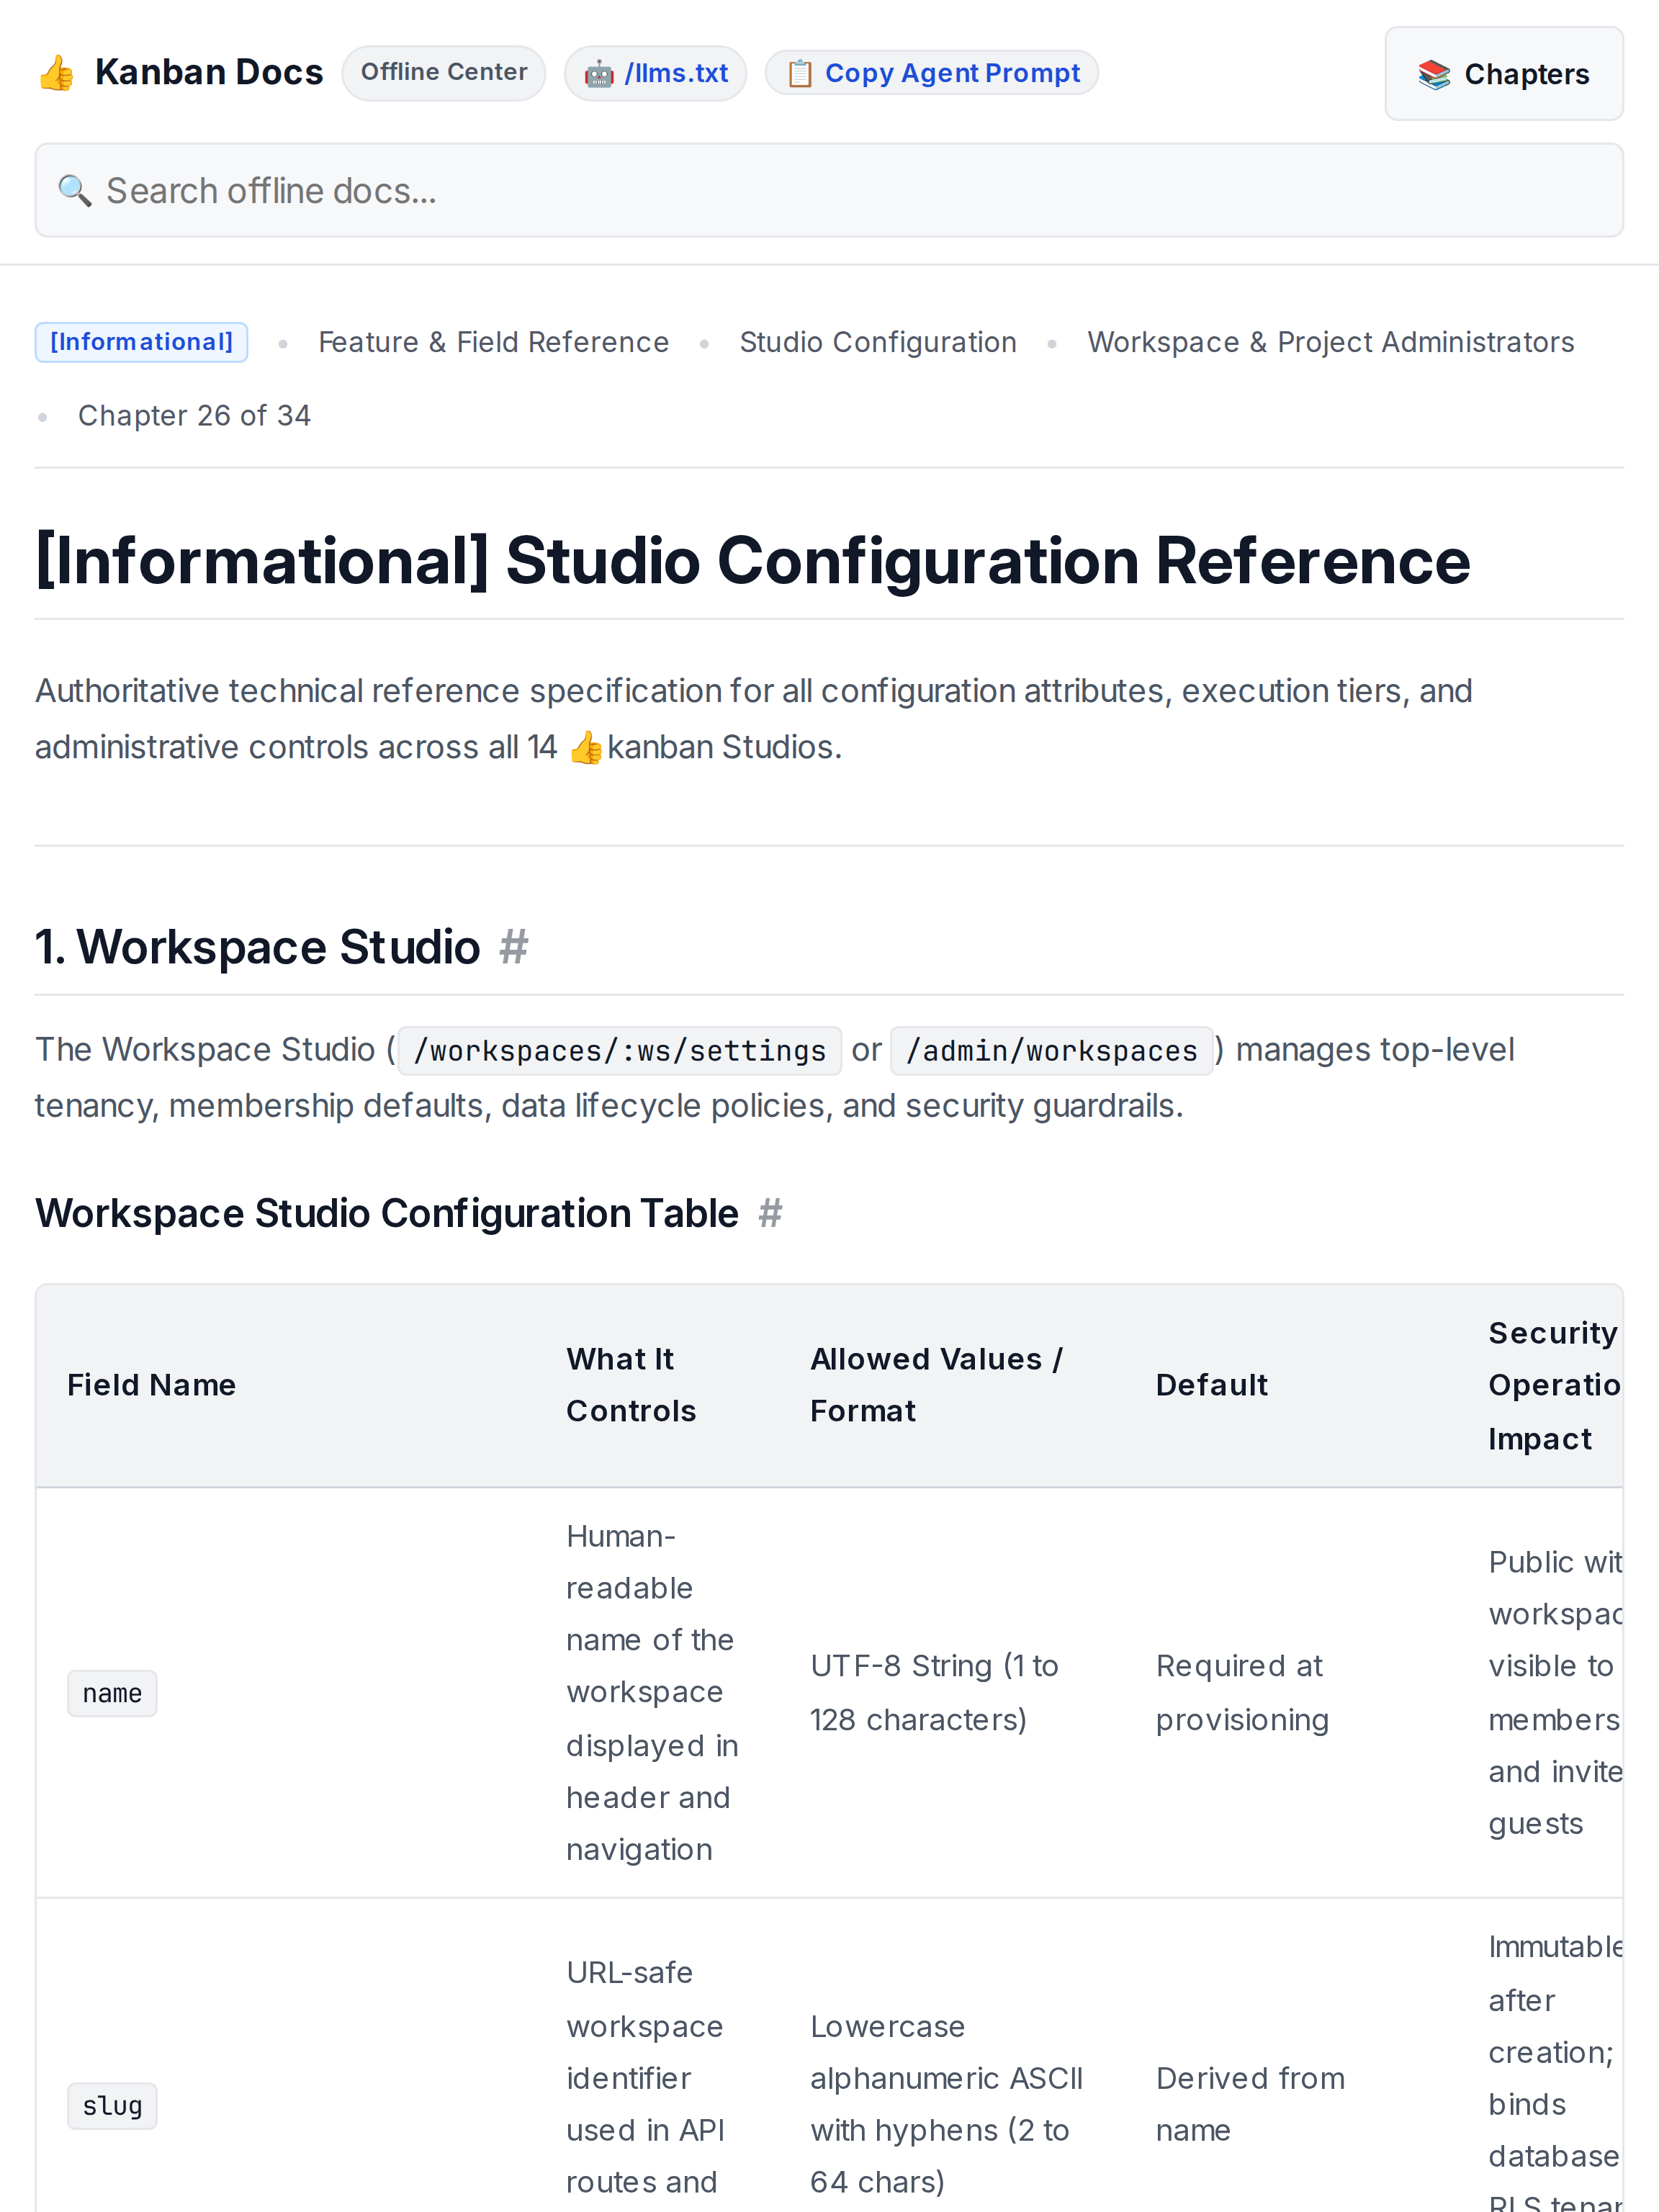 👍 Kanban Docs Offline Center 🤖 /llms.txt 📋 Copy Agent Prompt 📚 Chapters
🔍 Search offline docs...
[Informational] • Feature & Field Reference • Studio Configuration • Workspace & Project Administrators
• Chapter 26 of 34
[Informational] Studio Configuration Reference
Authoritative technical reference specification for all configuration attributes, execution tiers, and
administrative controls across all 14 👍kanban Studios.
1. Workspace Studio #
The Workspace Studio ( /workspaces/:ws/settings or /admin/workspaces ) manages top-level
tenancy, membership defaults, data lifecycle policies, and security guardrails.
Workspace Studio Configuration Table #
Field Name
What It
Controls
Allowed Values /
Format
Default
Security
Impact
name
Human-
readable
name of the
workspace
displayed in
header and
navigation
UTF-8 String (1 to
128 characters)
Required at
provisioning
Public
visible to
members
and
guests
slug
URL-safe
workspace
identifier
used in API
routes and
Lowercase
alphanumeric ASCII
with hyphens (2 to
64 chars)
Derived from
name
Immutable
after
creation;
binds
database
RLS